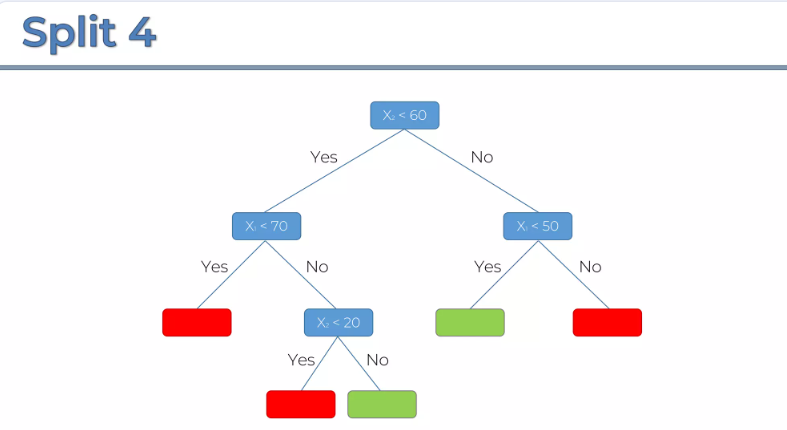 Split 4
X₂ < 60
Yes
No
X₁ < 70
X₁ < 50
Yes
No
Yes
No
X₂ < 20
Yes
No